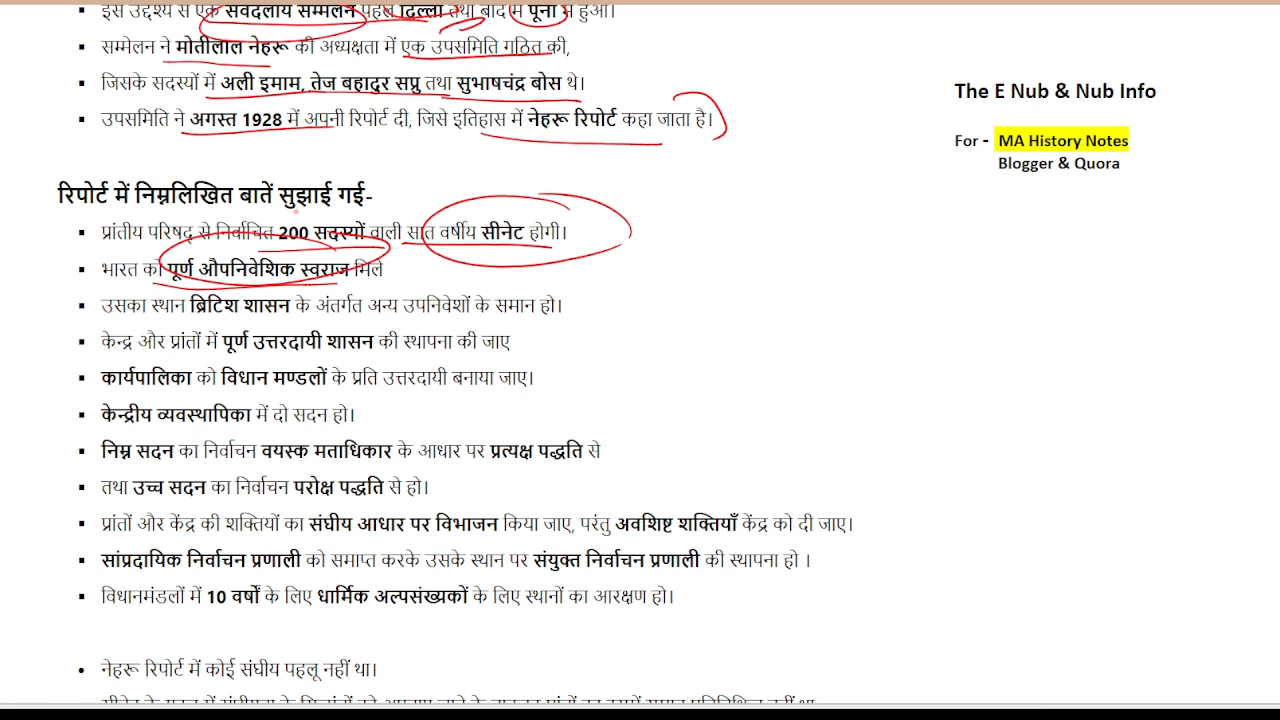 इस उद्देश्य से एक सर्वदलीय सम्मेलन पहले दिल्ली तथा बाद में पूना में हुआ।
सम्मेलन ने मोतीलाल नेहरू की अध्यक्षता में एक उपसमिति गठित की,
जिसके सदस्यों में अली इमाम, तेज बहादुर सप्रु तथा सुभाषचंद्र बोस थे।
उपसमिति ने अगस्त 1928 में अपनी रिपोर्ट दी, जिसे इतिहास में नेहरू रिपोर्ट कहा जाता है।
The E Nub & Nub Info
For - MA History Notes
Blogger & Quora
रिपोर्ट में निम्नलिखित बातें सुझाई गई-
प्रांतीय परिषद् से निर्वाचित 200 सदस्यों वाली सात वर्षीय सीनेट होगी।
भारत को पूर्ण औपनिवेशिक स्वराज मिले
उसका स्थान ब्रिटिश शासन के अंतर्गत अन्य उपनिवेशों के समान हो।
केन्द्र और प्रांतों में पूर्ण उत्तरदायी शासन की स्थापना की जाए
कार्यपालिका को विधान मण्डलों के प्रति उत्तरदायी बनाया जाए।
केन्द्रीय व्यवस्थापिका में दो सदन हो।
निम्न सदन का निर्वाचन वयस्क मताधिकार के आधार पर प्रत्यक्ष पद्धति से
तथा उच्च सदन का निर्वाचन परोक्ष पद्धति से हो।
प्रांतों और केंद्र की शक्तियों का संघीय आधार पर विभाजन किया जाए, परंतु अवशिष्ट शक्तियाँ केंद्र को दी जाए।
सांप्रदायिक निर्वाचन प्रणाली को समाप्त करके उसके स्थान पर संयुक्त निर्वाचन प्रणाली की स्थापना हो ।
विधानमंडलों में 10 वर्षों के लिए धार्मिक अल्पसंख्यकों के लिए स्थानों का आरक्षण हो।
नेहरू रिपोर्ट में कोई संघीय पहलू नहीं था।